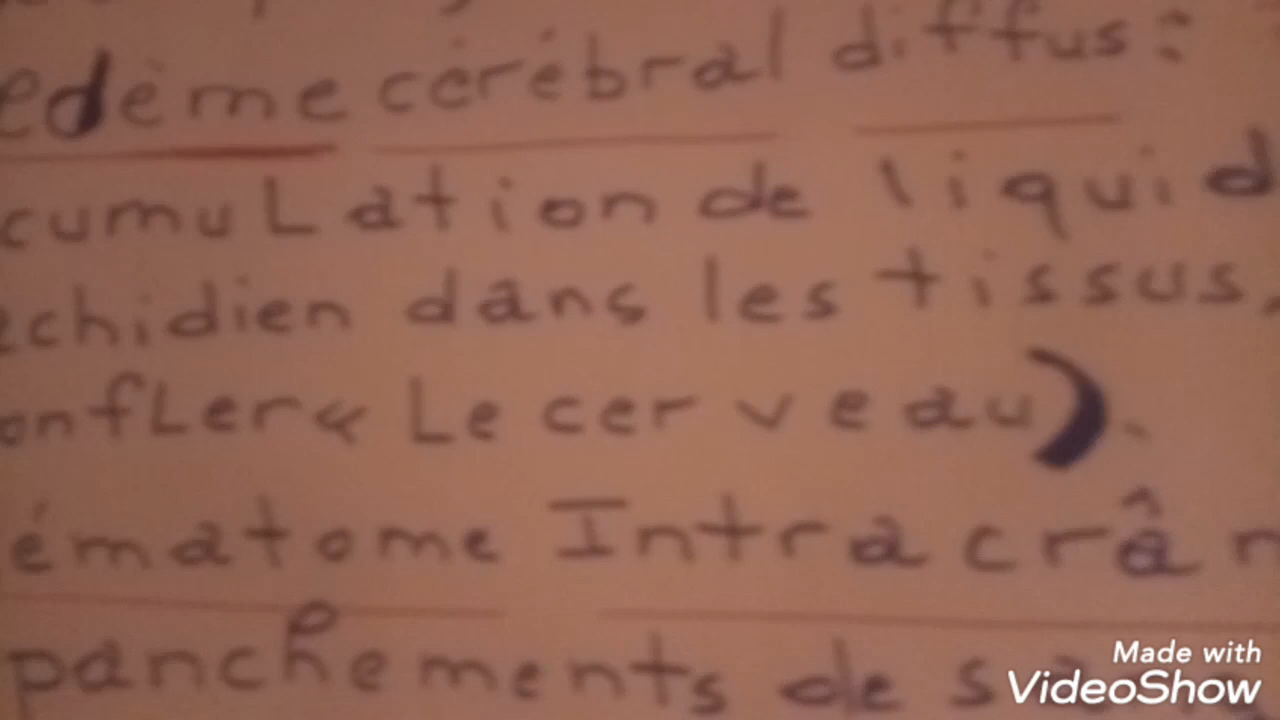 edème cérébral diffus:
cumuLation de liquid
echidien dans les tissus,
onfLer Le cerveau).
ématome Intracrân
panchements de s
Made with
VideoShow